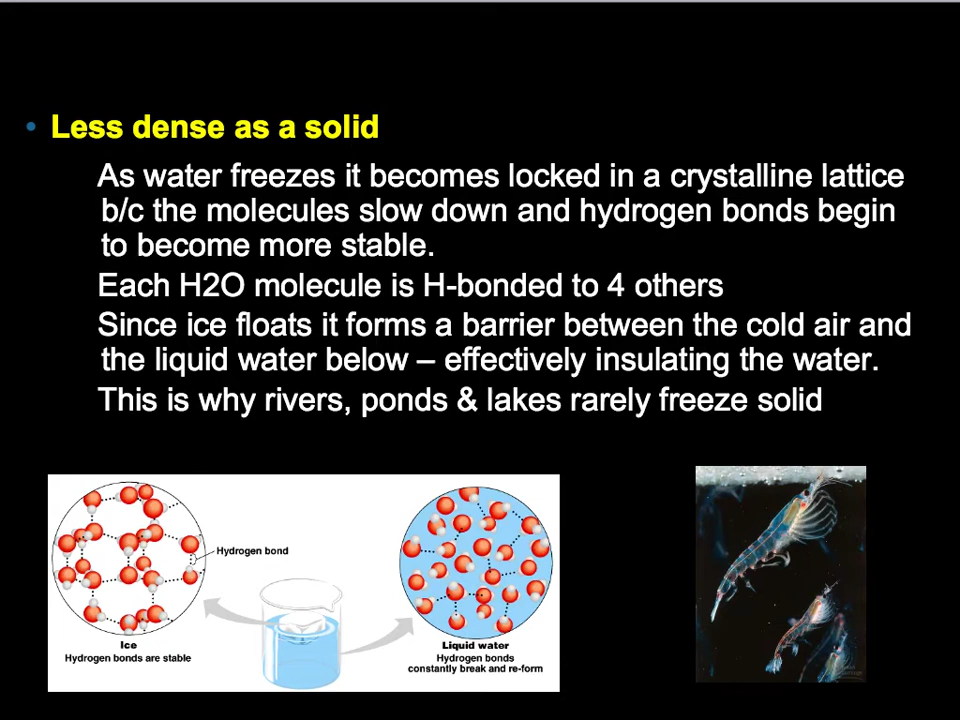 • Less dense as a solid
As water freezes it becomes locked in a crystalline lattice
b/c the molecules slow down and hydrogen bonds begin
to become more stable.
Each H2O molecule is H-bonded to 4 others
Since ice floats it forms a barrier between the cold air and
the liquid water below – effectively insulating the water.
This is why rivers, ponds & lakes rarely freeze solid
Hydrogen bond
Ice
Hydrogen bonds are stable
Liquid water
Hydrogen bonds
constantly break and re-form